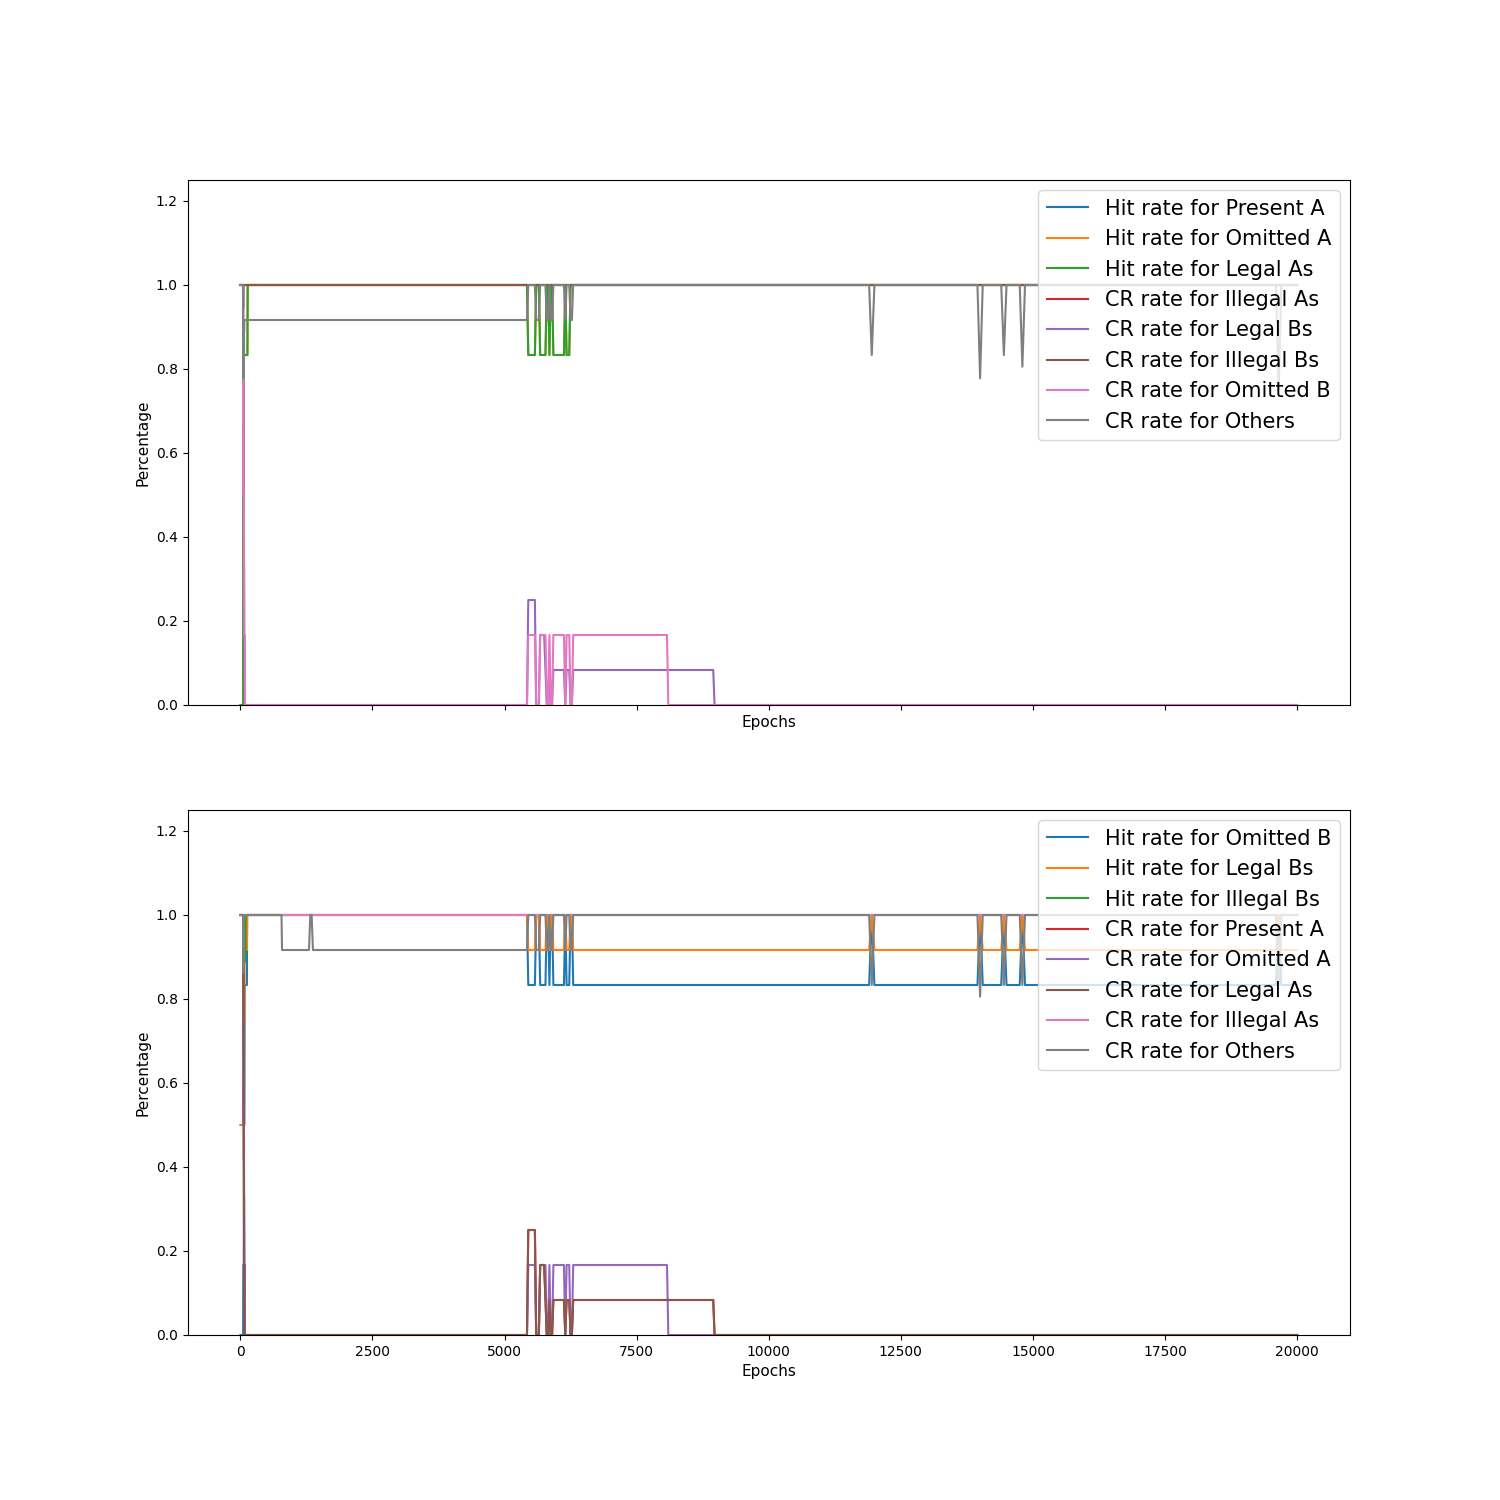 1.2
1.0
0.8
0.6
0.4
0.2
0.0
Percentage
Epochs
Hit rate for Present A
Hit rate for Omitted A
Hit rate for Legal As
CR rate for Illegal As
CR rate for Legal Bs
CR rate for Illegal Bs
CR rate for Omitted B
CR rate for Others
1.2
1.0
0.8
0.6
0.4
0.2
0.0
Percentage
0 2500 5000 7500 10000 12500 15000 17500 20000
Epochs
Hit rate for Omitted B
Hit rate for Legal Bs
Hit rate for Illegal Bs
CR rate for Present A
CR rate for Omitted A
CR rate for Legal As
CR rate for Illegal As
CR rate for Others